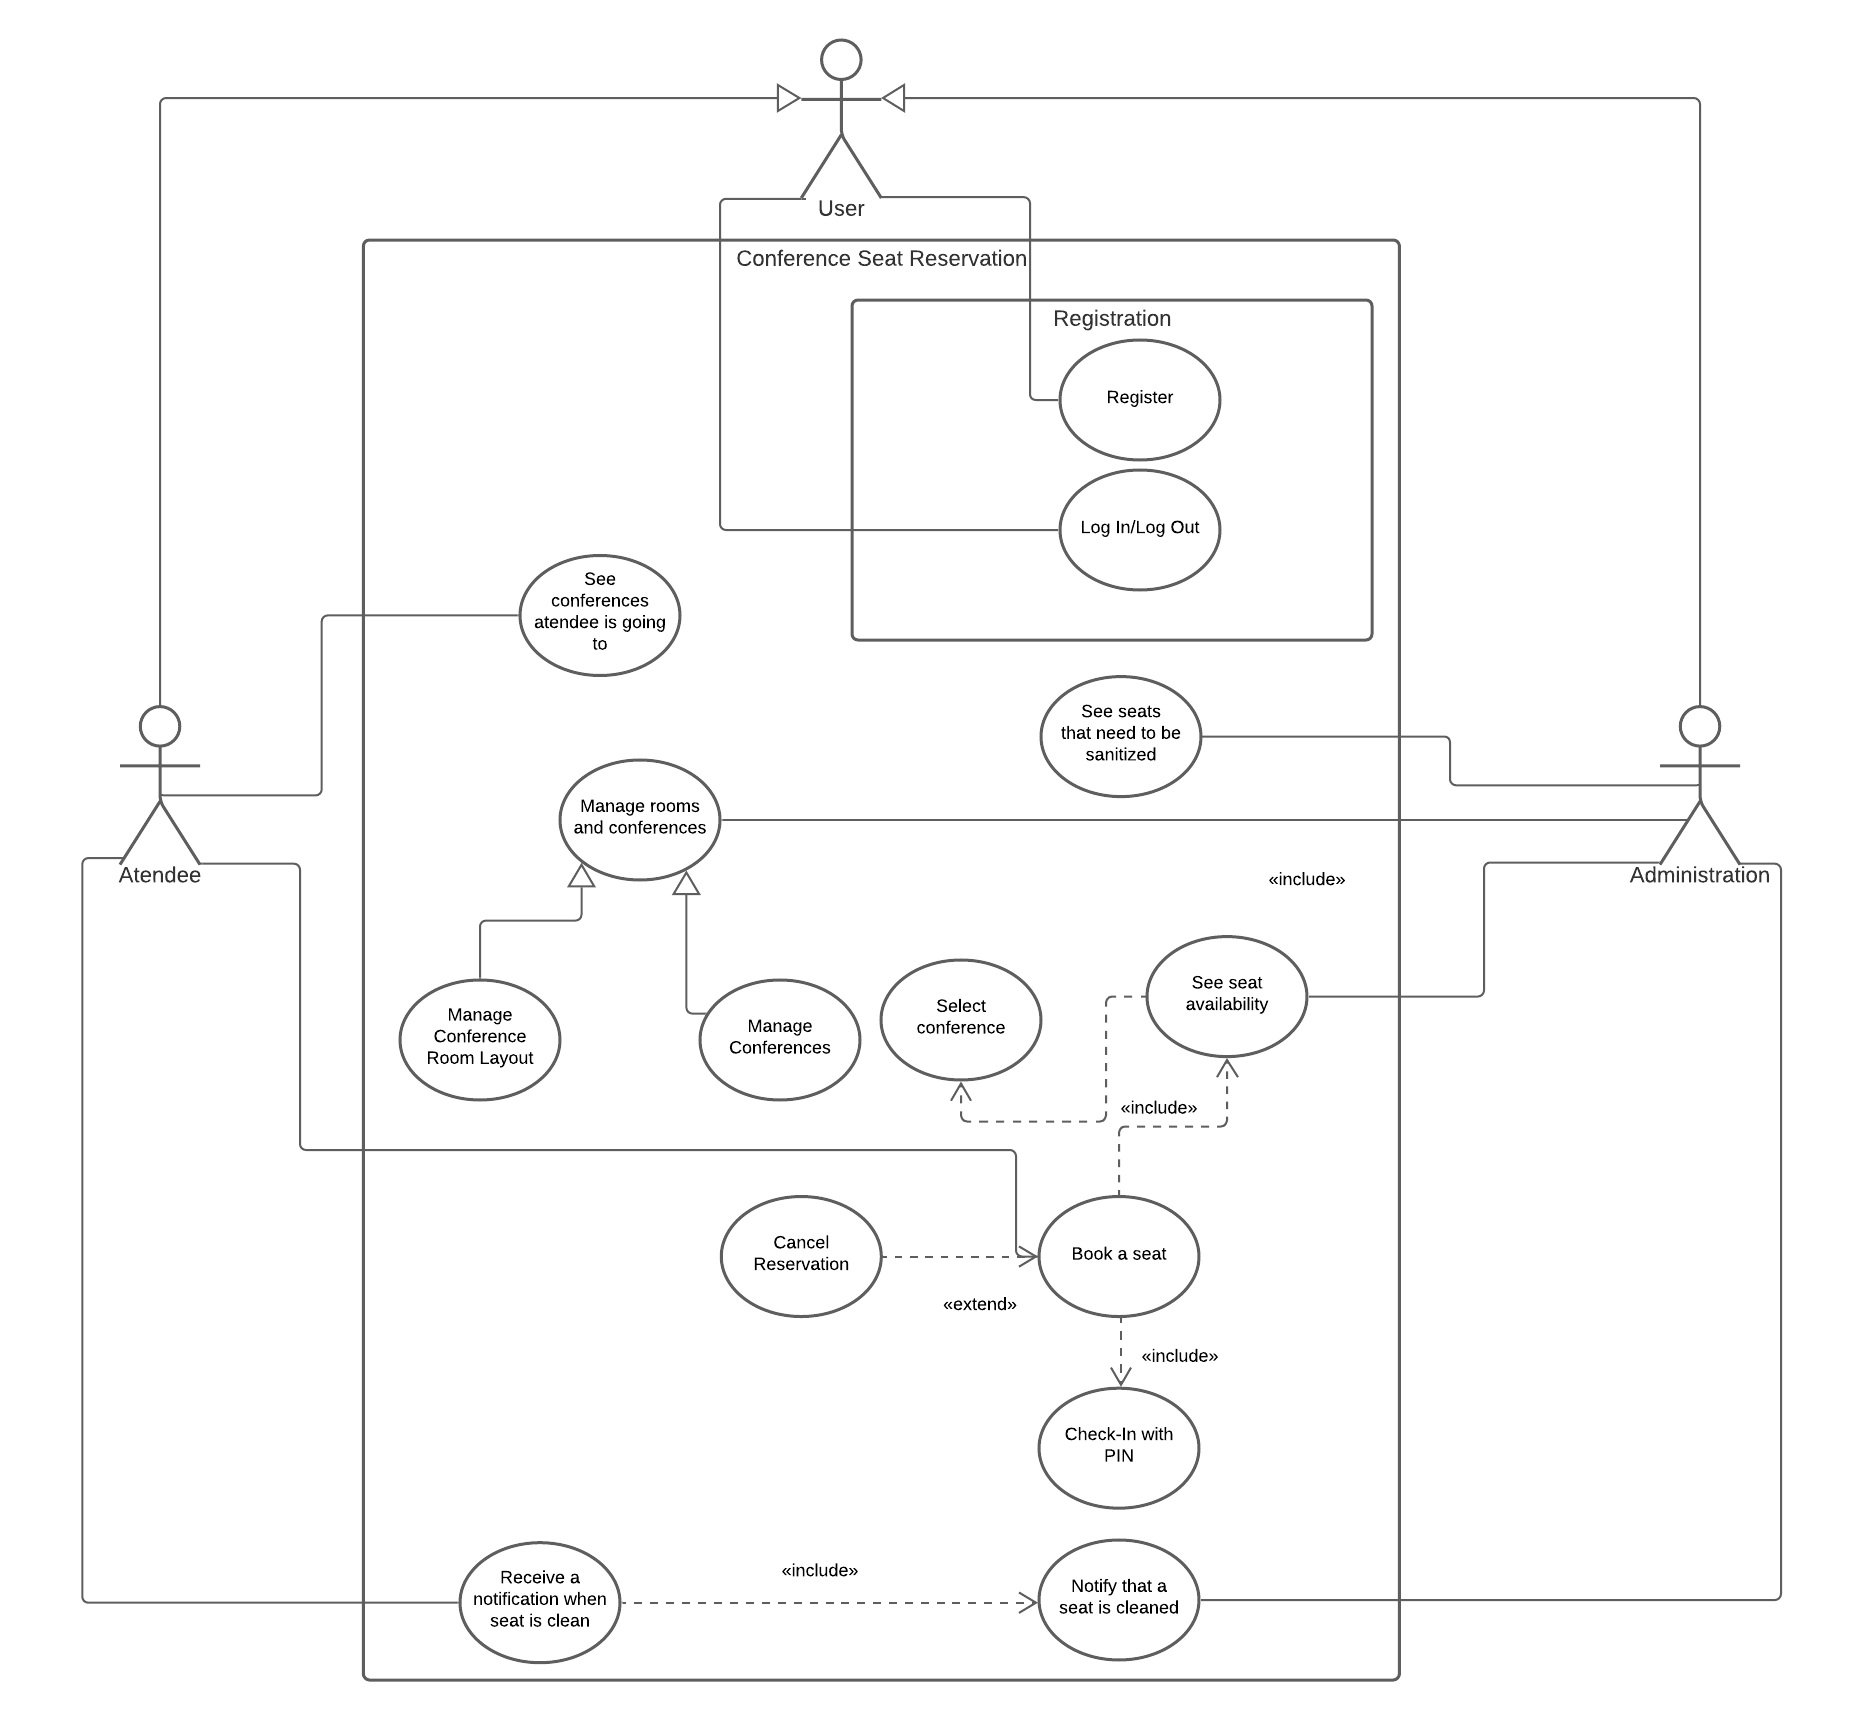 User
Conference Seat Reservation
Registration
Register
Log In/Log Out
See
conferences
atendee is going
to
See seats
that need to be
sanitized
Manage rooms
and conferences
Atendee
Administration
«include»
See seat
availability
Select
conference
Manage
Conference
Room Layout
Manage
Conferences
«include»
Cancel
Reservation
Book a seat
«extend»
«include»
Check-In with
PIN
«include»
Receive a
notification when
seat is clean
Notify that a
seat is cleaned